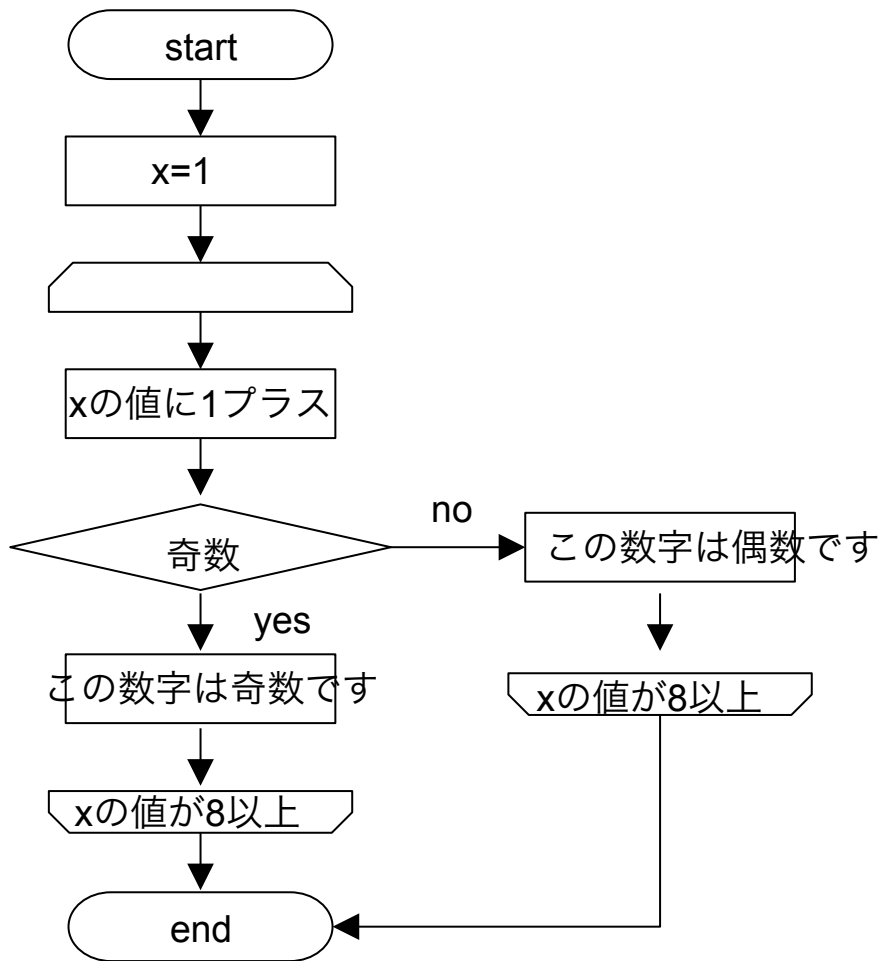 start
x=1
xの値に1プラス
奇数
no
この数字は偶数です
yes
この数字は奇数です
xの値が8以上
xの値が8以上
end